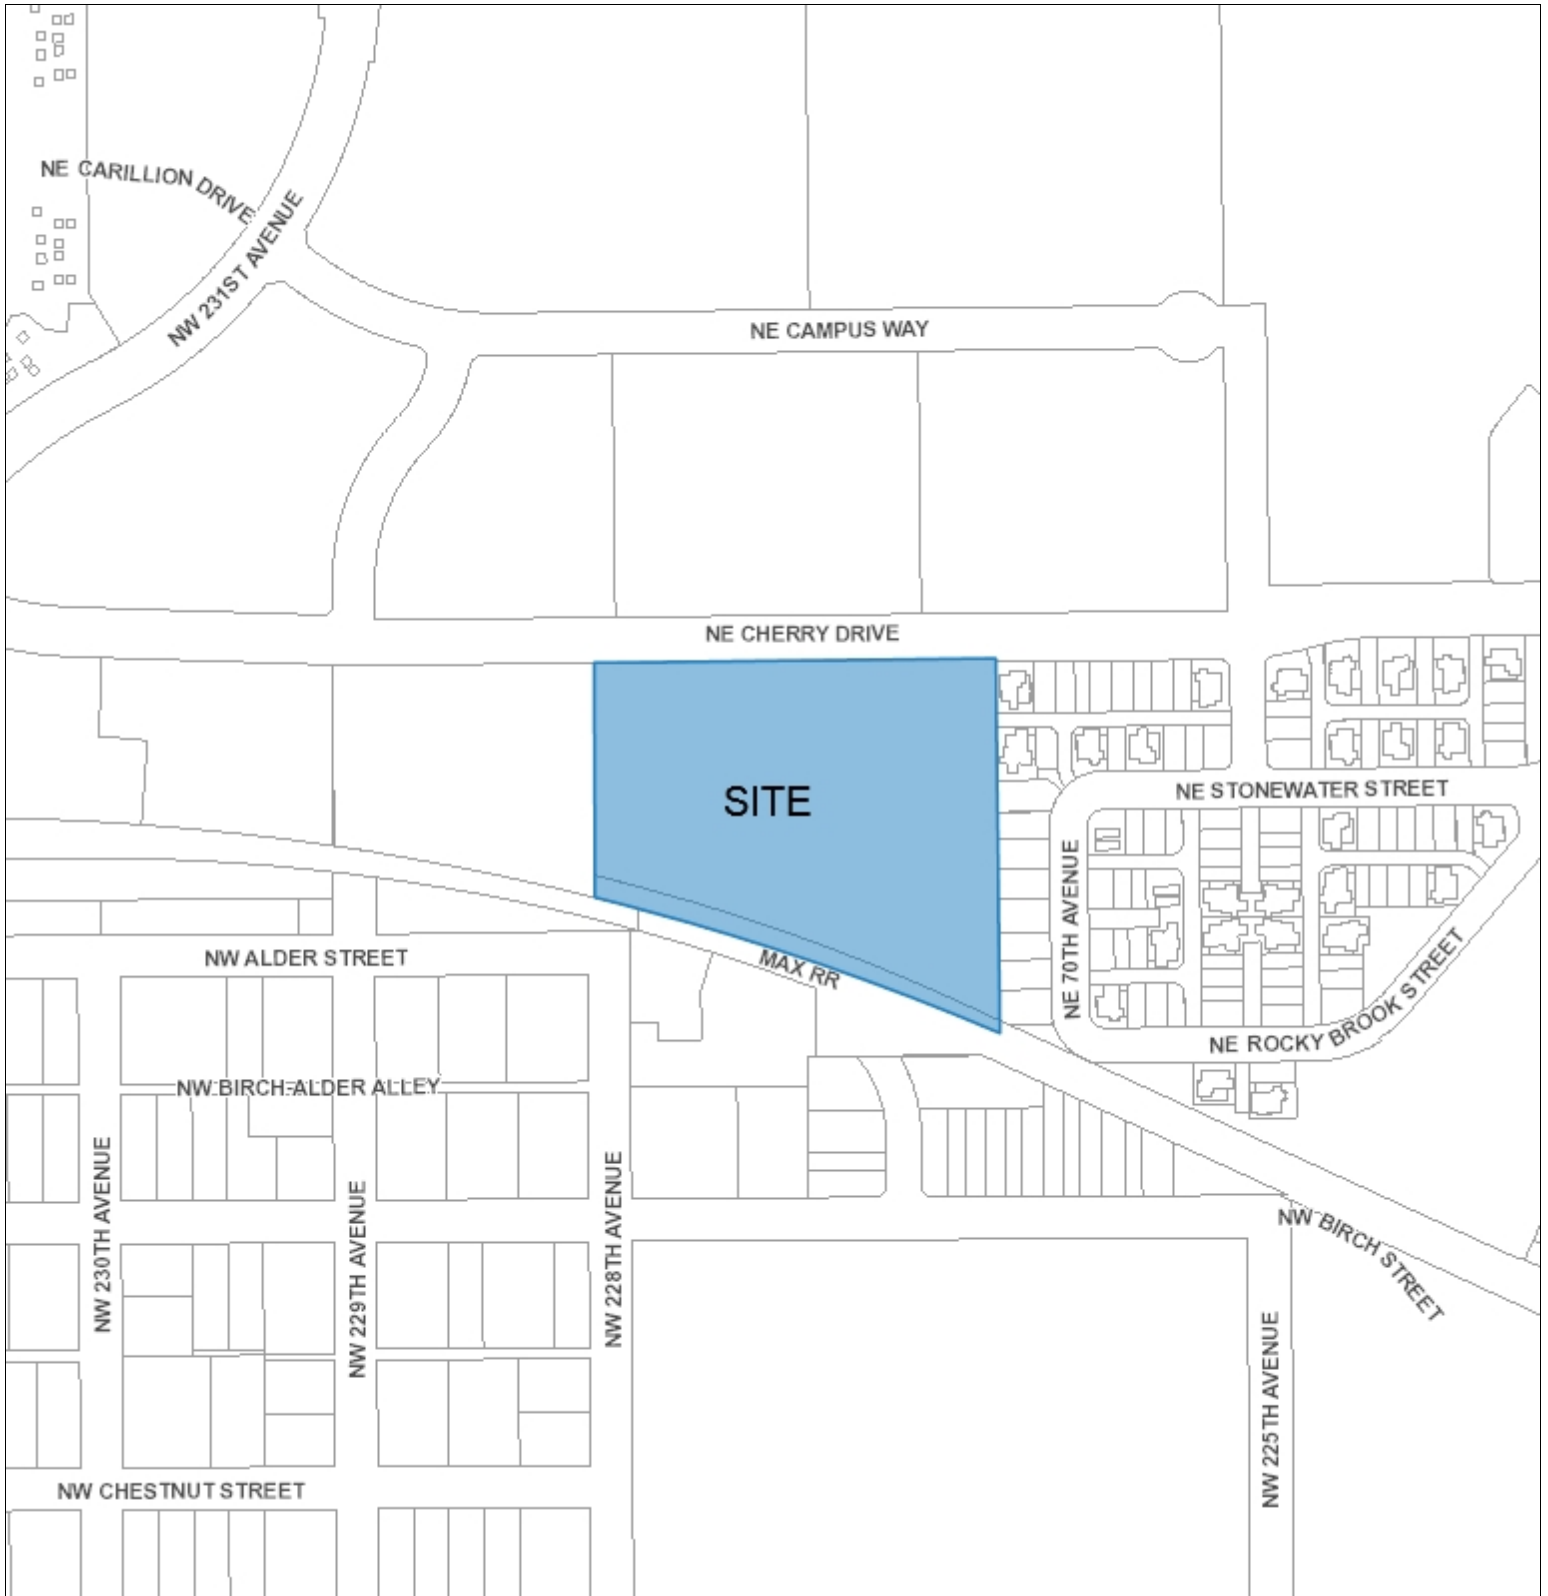 NE CARILLION DRIVE
NW 231ST AVENUE
NE CAMPUS WAY
NE CHERRY DRIVE
SITE
NE STONEWATER STREET
NE 70TH AVENUE
NW ALDER STREET
MAX RR
NE ROCKY BROOK STREET
NW BIRCH-ALDER ALLEY
NW 230TH AVENUE
NW 229TH AVENUE
NW 228TH AVENUE
NW BIRCH STREET
NW 225TH AVENUE
NW CHESTNUT STREET